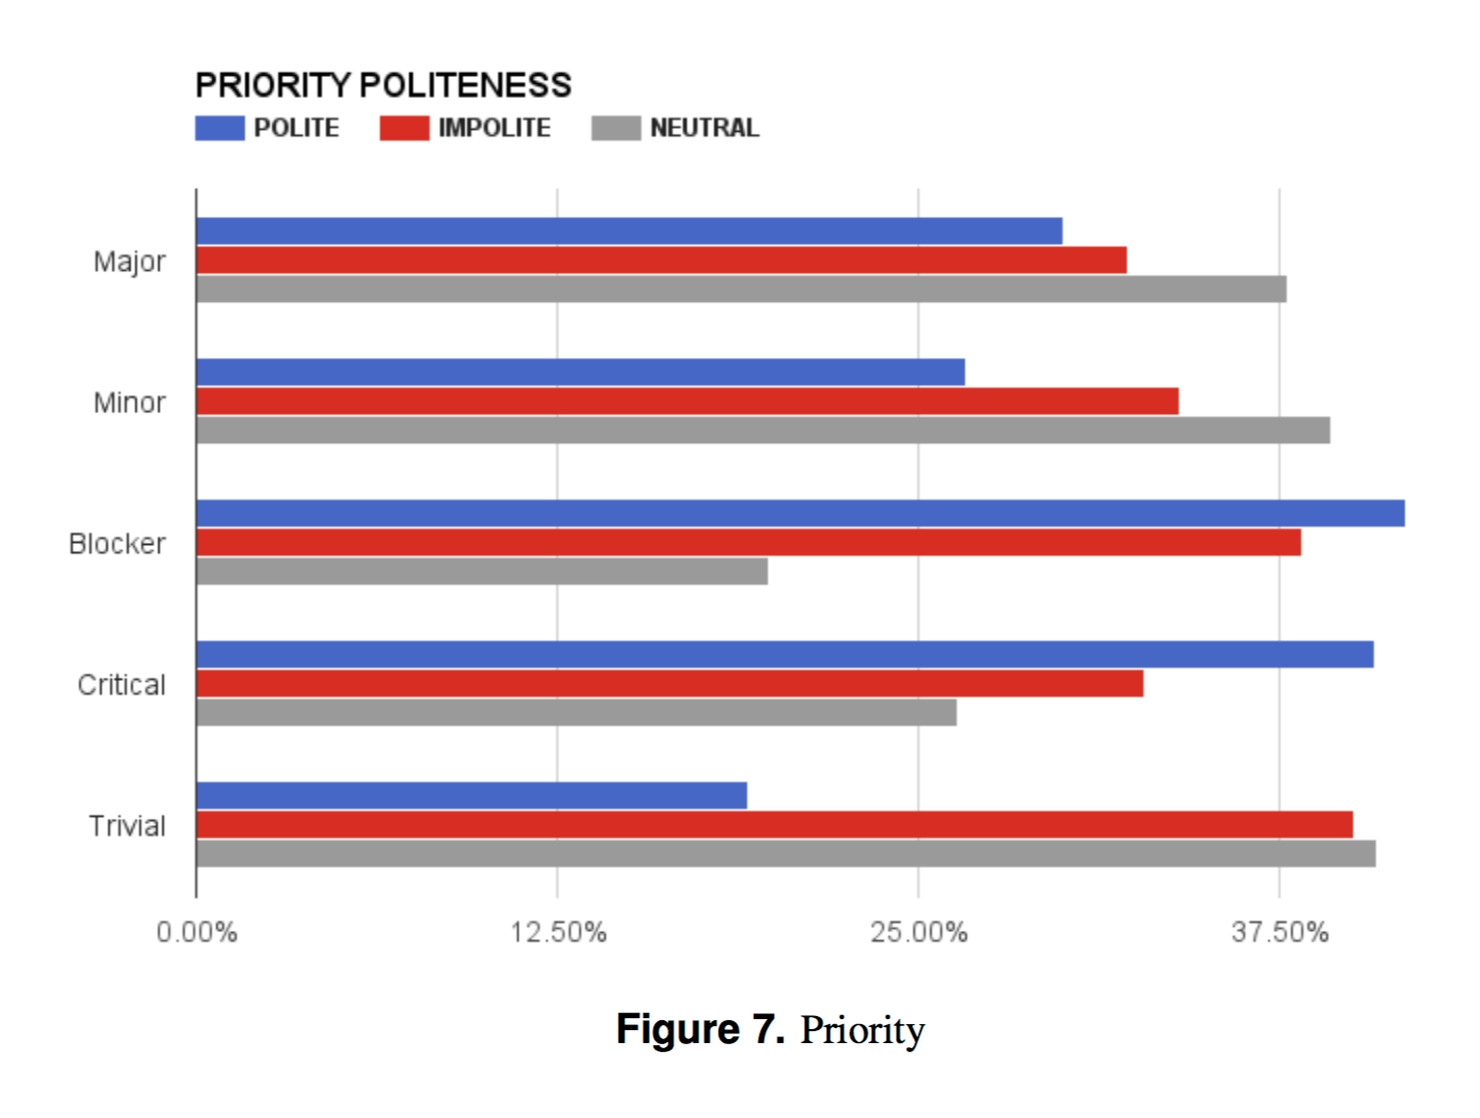 PRIORITY POLITENESS
POLITE IMPOLITE NEUTRAL
Major
Minor
Blocker
Critical
Trivial
0.00% 12.50% 25.00% 37.50%
Figure 7. Priority